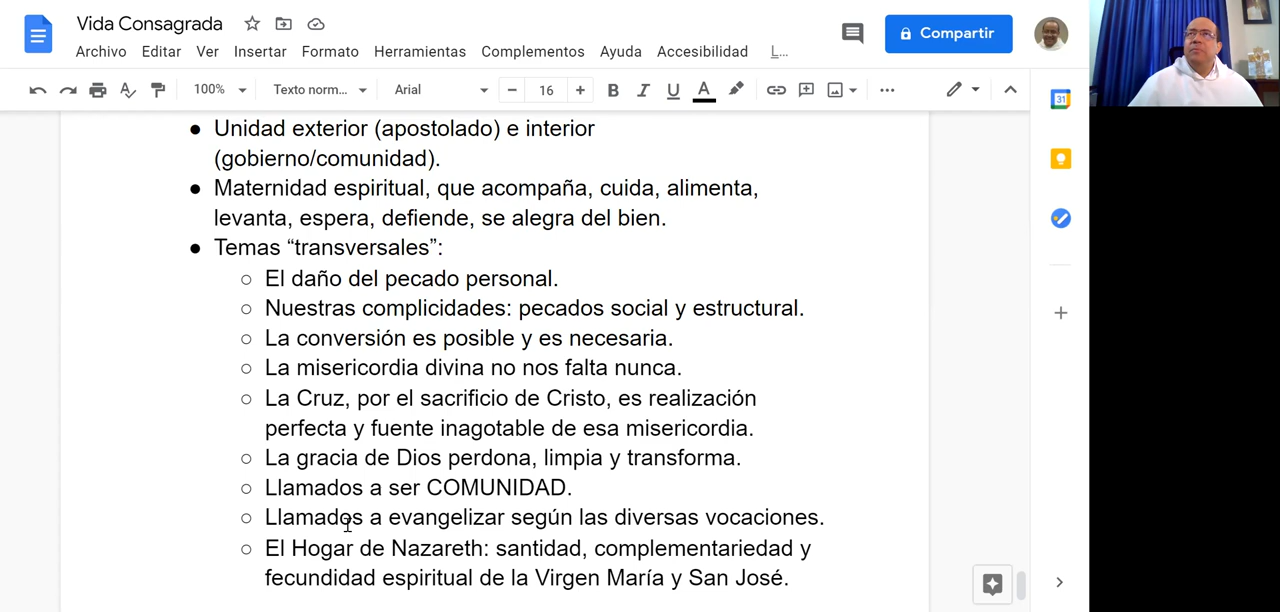 Vida Consagrada
Archivo Editar Ver Insertar Formato Herramientas Complementos Ayuda Accesibilidad L...
Compartir
100% Texto norm... Arial 16 B I U A
31
● Unidad exterior (apostolado) e interior
(gobierno/comunidad).
● Maternidad espiritual, que acompaña, cuida, alimenta,
levanta, espera, defiende, se alegra del bien.
● Temas “transversales”:
○ El daño del pecado personal.
○ Nuestras complicidades: pecados social y estructural.
○ La conversión es posible y es necesaria.
○ La misericordia divina no nos falta nunca.
○ La Cruz, por el sacrificio de Cristo, es realización
perfecta y fuente inagotable de esa misericordia.
○ La gracia de Dios perdona, limpia y transforma.
○ Llamados a ser COMUNIDAD.
○ Llamados a evangelizar según las diversas vocaciones.
○ El Hogar de Nazareth: santidad, complementariedad y
fecundidad espiritual de la Virgen María y San José.